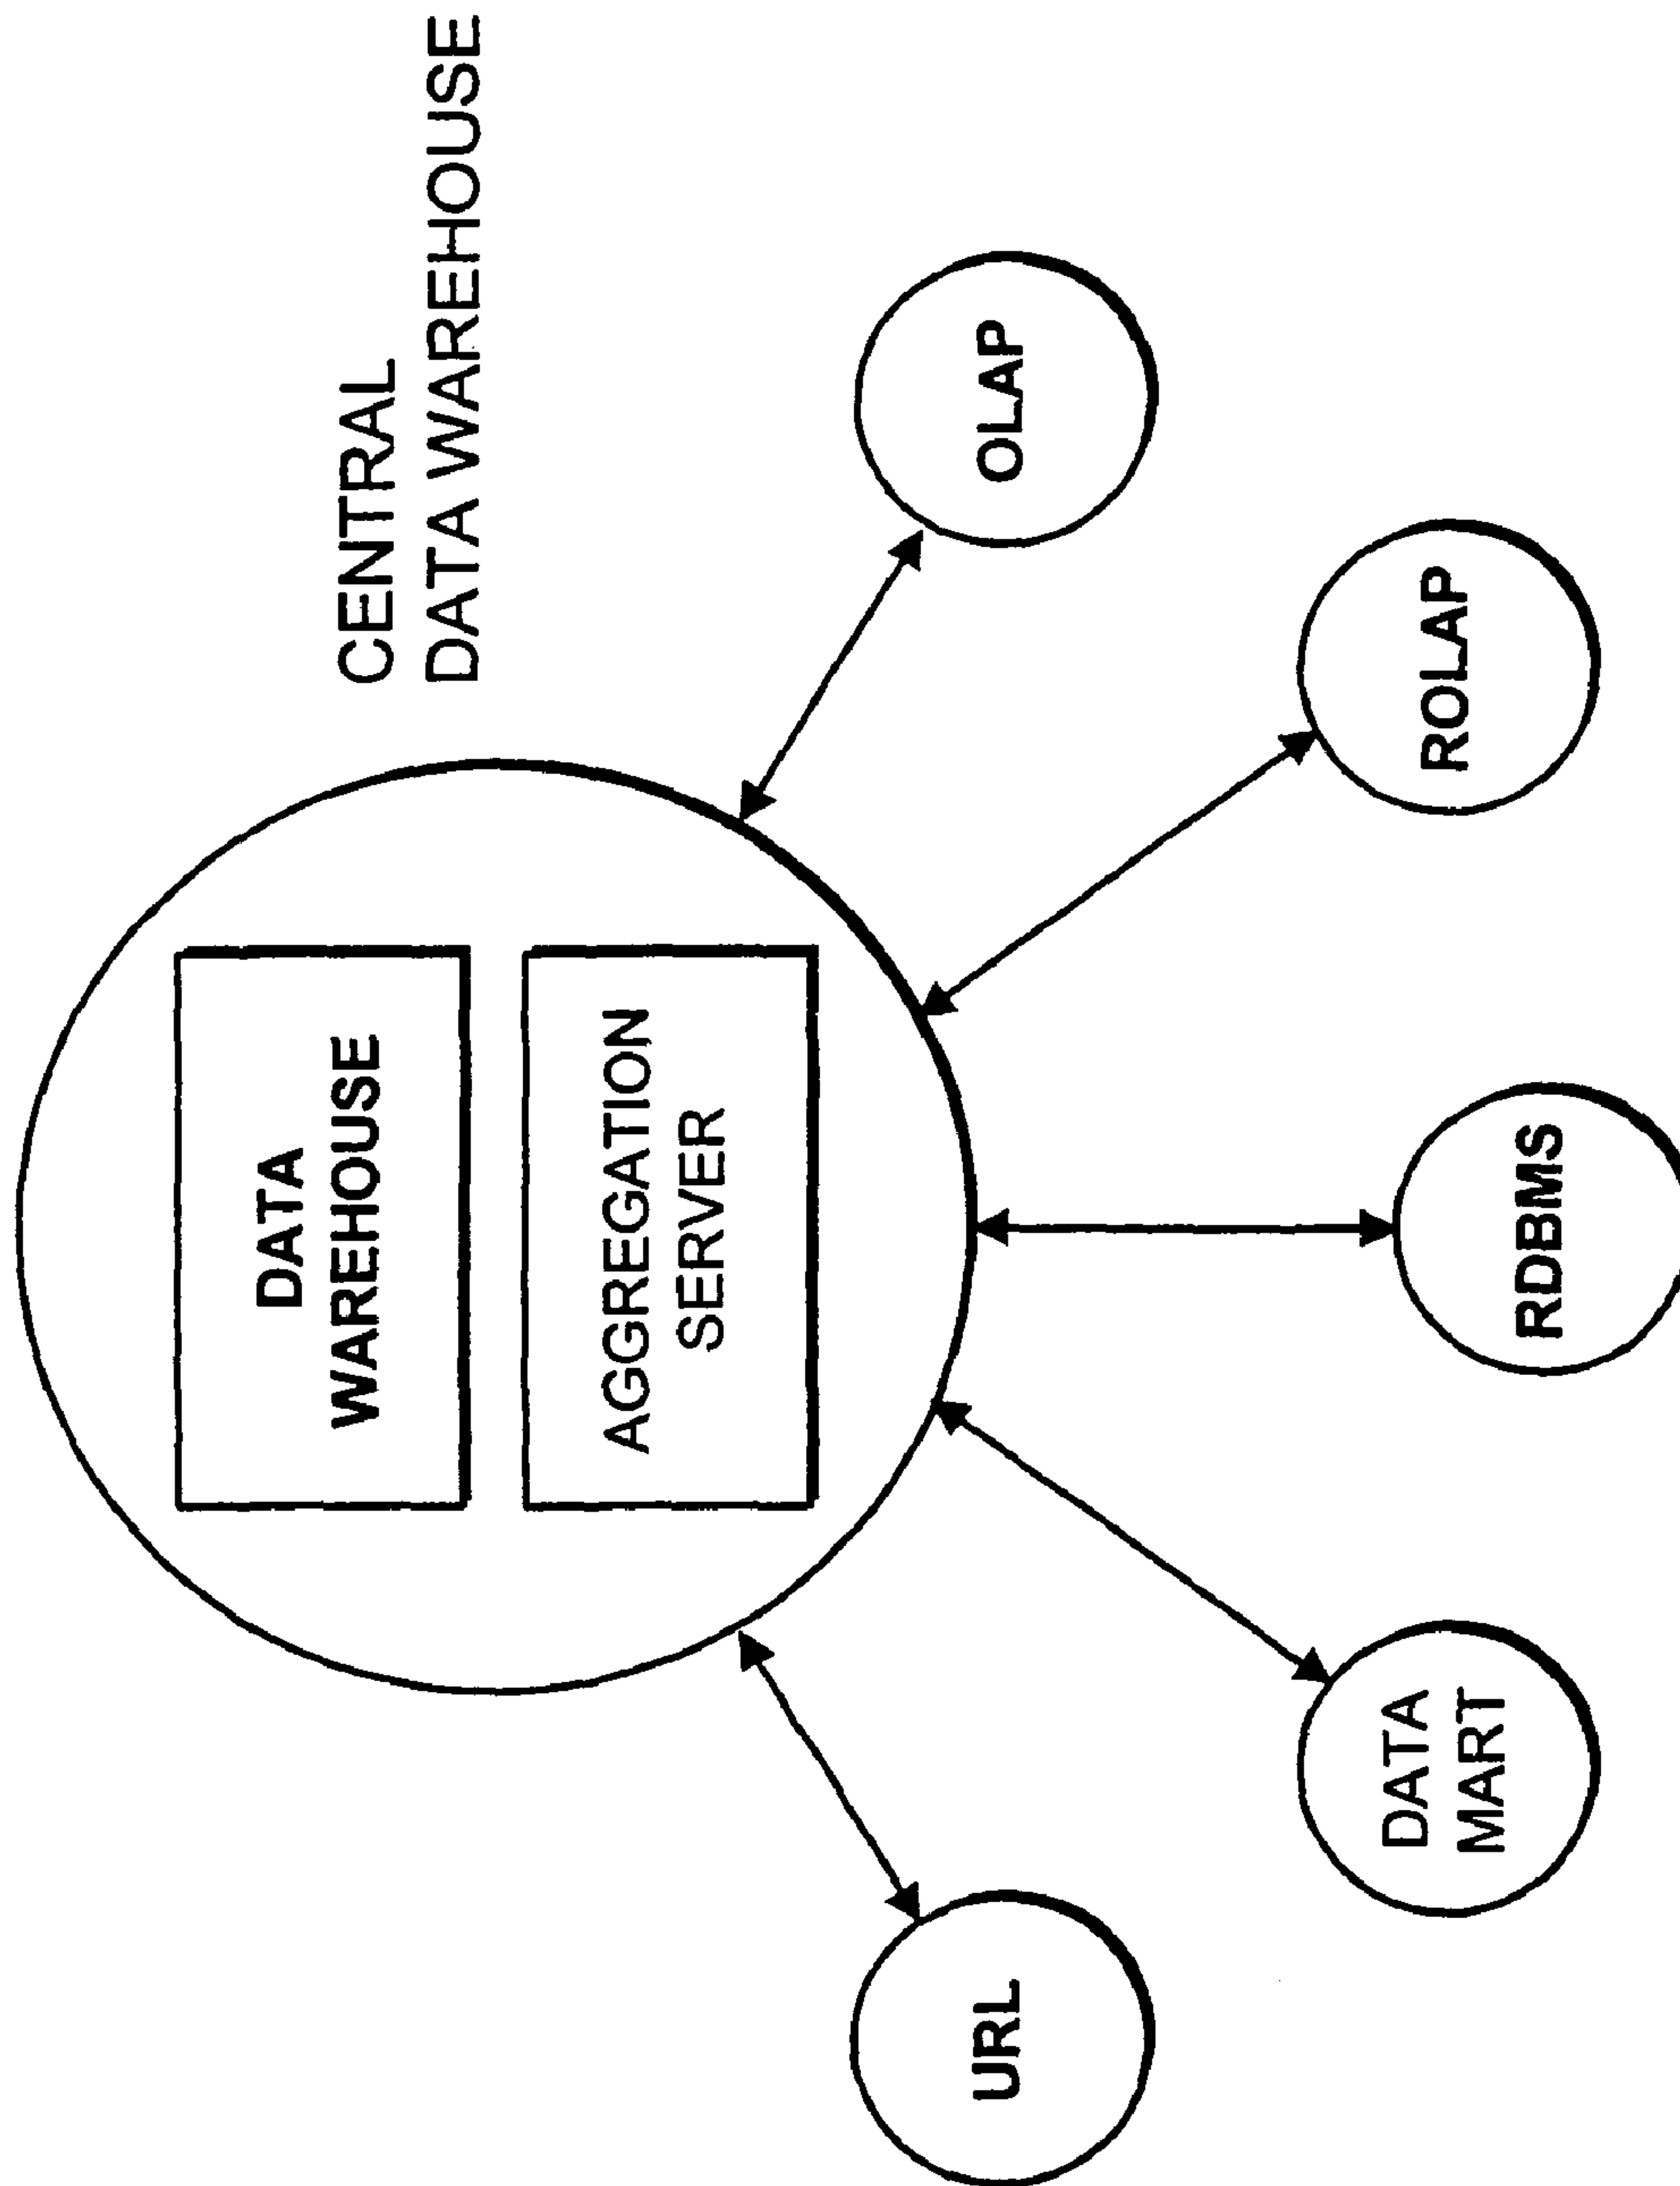 CENTRAL
DATA WAREHOUSE
DATA
WAREHOUSE
AGGREGATION
SERVER
URL
DATA
MART
RDBMS
ROLAP
OLAP